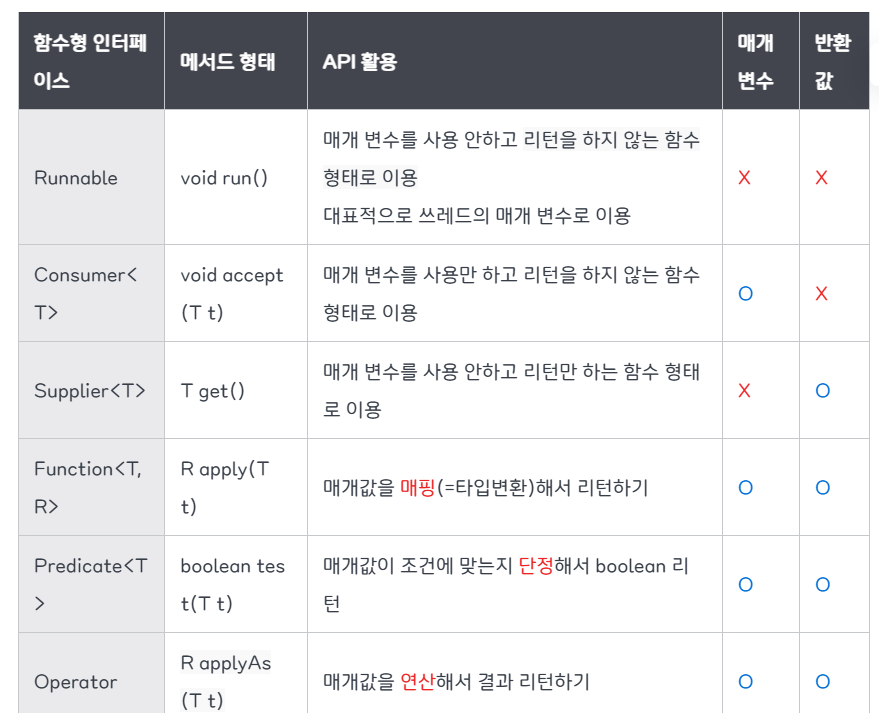 함수형 인터페
이스
메서드 형태
API 활용
매개
변수
반환
값
Runnable
void run()
매개 변수를 사용 안하고 리턴을 하지 않는 함수
형태로 이용
대표적으로 쓰레드의 매개 변수로 이용
X
X
Consumer<
T>
void accept
(T t)
매개 변수를 사용만 하고 리턴을 하지 않는 함수
형태로 이용
O
X
Supplier<T>
T get()
매개 변수를 사용 안하고 리턴만 하는 함수 형태
로 이용
X
O
Function<T,
R>
R apply(T
t)
매개값을 매핑(=타입변환)해서 리턴하기
O
O
Predicate<T
>
boolean tes
t(T t)
매개값이 조건에 맞는지 단정해서 boolean 리
턴
O
O
Operator
R applyAs
(T t)
매개값을 연산해서 결과 리턴하기
O
O